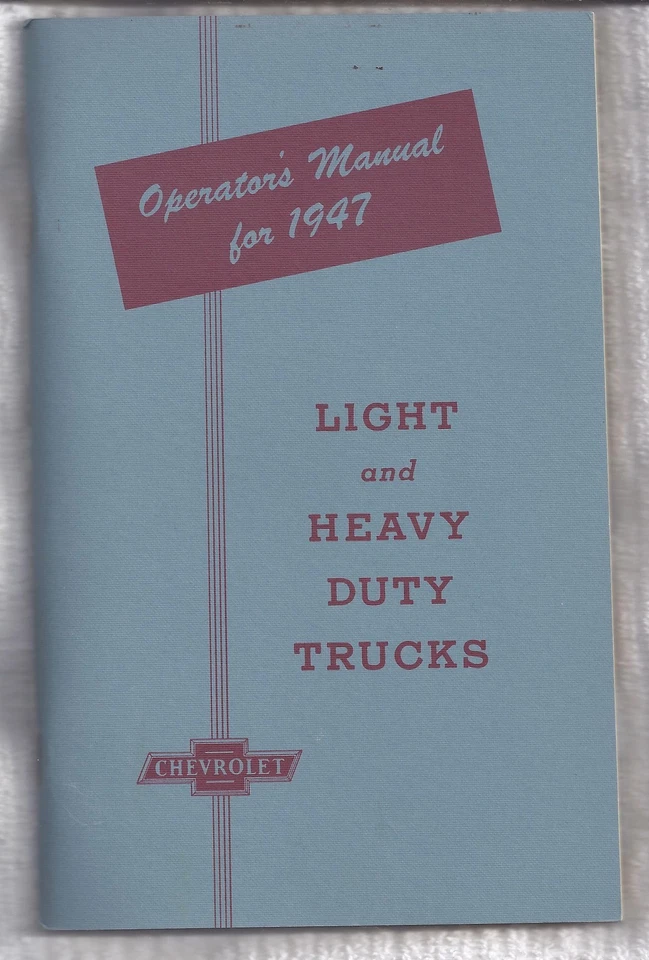 Operator's Manual
for 1947
LIGHT
and
HEAVY
DUTY
TRUCKS
CHEVROLET